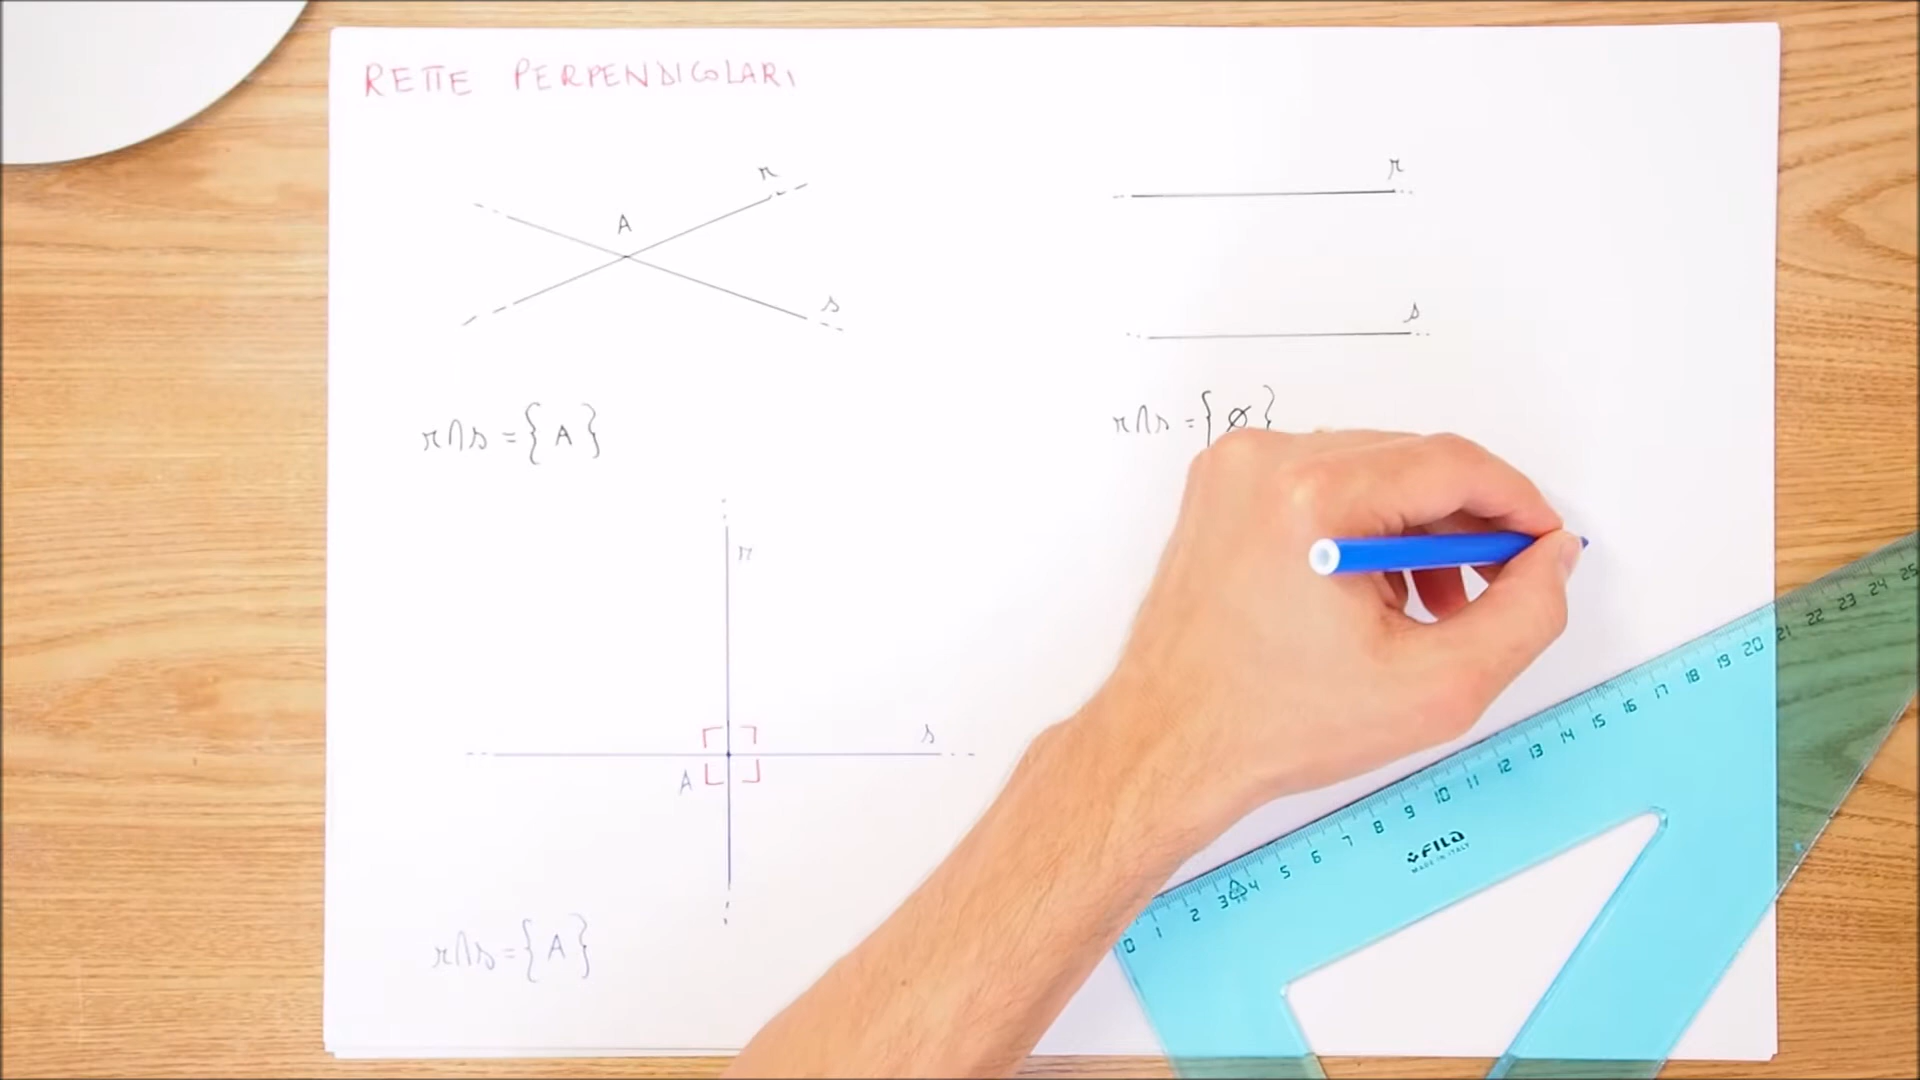 RETTE PERPENDICOLARI
r
A
s
r∩s = { A }
r
s
r∩s = { ∅ }
r
s
A
r∩s = { A }
0 1 2 3 4 5 6 7 8 9 10 11 12 13 14 15 16 17 18 19 20 21 22 23 24 25
FILA
MADE IN ITALY